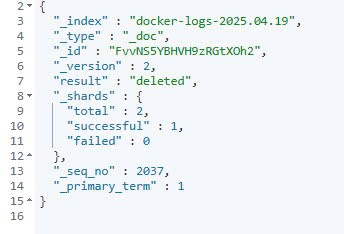 2 {
3 "_index" : "docker-logs-2025.04.19",
4 "_type" : "_doc",
5 "_id" : "FvvNS5YBHVH9zRGtXOh2",
6 "_version" : 2,
7 "result" : "deleted",
8 "_shards" : {
9 "total" : 2,
10 "successful" : 1,
11 "failed" : 0
12 },
13 "_seq_no" : 2037,
14 "_primary_term" : 1
15 }
16